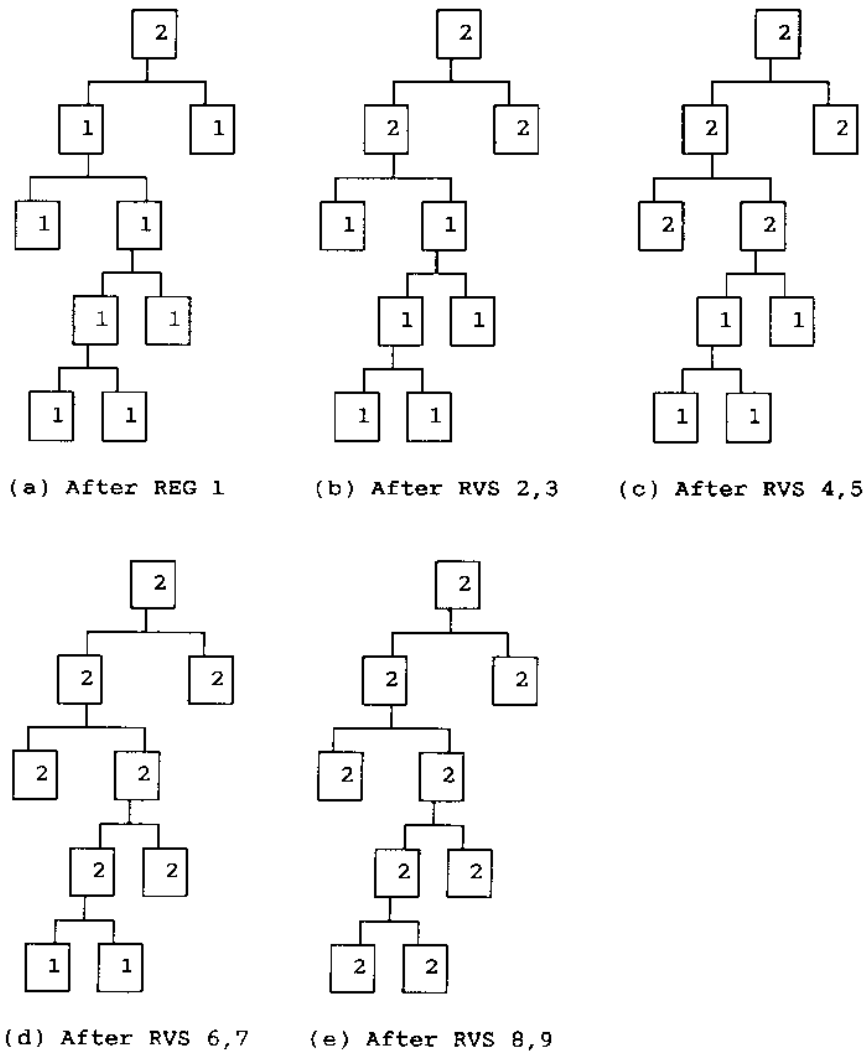 2 2 2
1 1 2 2 2 2
1 1 1 1 2 2
1 1 1 1 1 1
1 1 1 1 1 1
(a) After REG 1 (b) After RVS 2,3 (c) After RVS 4,5
2 2
2 2 2 2
2 2 2 2
2 2 2 2
1 1 2 2
(d) After RVS 6,7 (e) After RVS 8,9